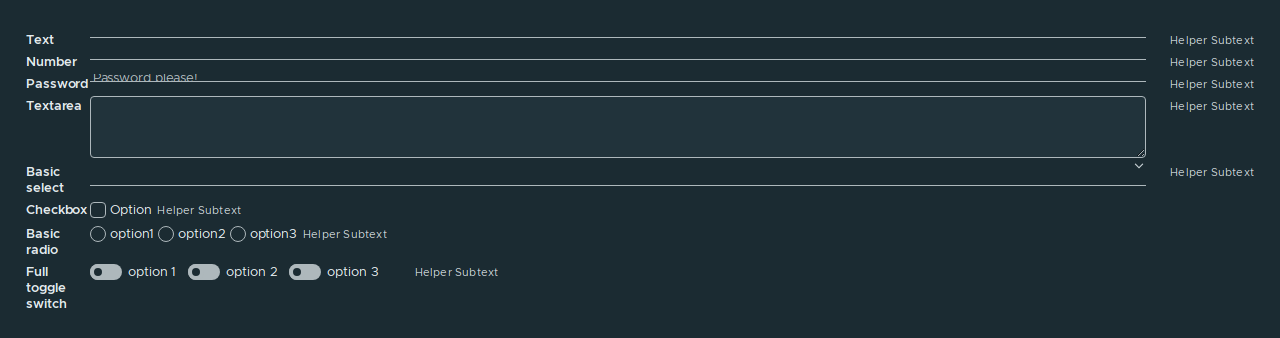 Text Helper Subtext
Number Helper Subtext
Password Password please! Helper Subtext
Textarea Helper Subtext
Basic select Helper Subtext
Checkbox Option Helper Subtext
Basic radio option1 option2 option3 Helper Subtext
Full toggle switch option 1 option 2 option 3 Helper Subtext